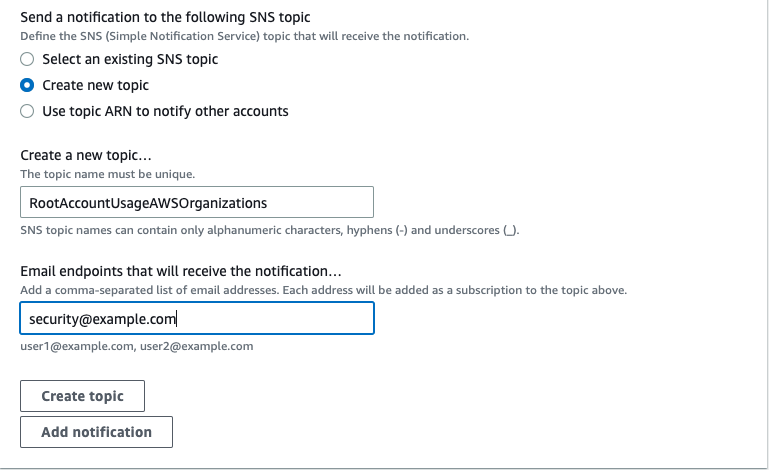 Send a notification to the following SNS topic
Define the SNS (Simple Notification Service) topic that will receive the notification.
Select an existing SNS topic
Create new topic
Use topic ARN to notify other accounts
Create a new topic…
The topic name must be unique.
RootAccountUsageAWSOrganizations
SNS topic names can contain only alphanumeric characters, hyphens (-) and underscores (_).
Email endpoints that will receive the notification…
Add a comma-separated list of email addresses. Each address will be added as a subscription to the topic above.
security@example.com
user1@example.com, user2@example.com
Create topic
Add notification